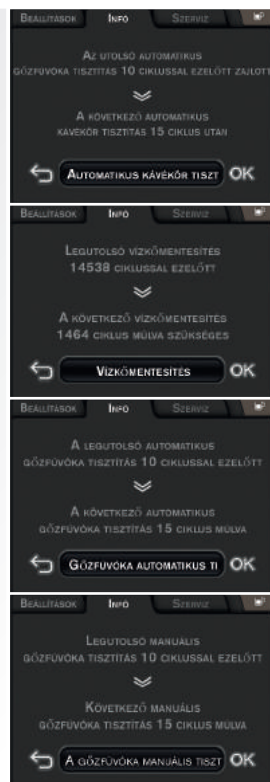 Beállítások Info Szerviz
Az utolsó automatikus
gőzfúvóka tisztítás 10 ciklussal ezelőtt zajlott
A következő automatikus
kávékör tisztítás 15 ciklus után
Automatikus kávékör tiszt OK
Beállítások Info Szerviz
Legutolsó vízkőmentesítés
14538 ciklussal ezelőtt
A következő vízkőmentesítés
1464 ciklus múlva szükséges
Vízkőmentesítés OK
Beállítások Info Szerviz
A legutolsó automatikus
gőzfúvóka tisztítás 10 ciklussal ezelőtt
A következő automatikus
gőzfúvóka tisztítás 15 ciklus múlva
Gőzfúvóka automatikus ti OK
Beállítások Info Szerviz
Legutolsó manuális
gőzfúvóka tisztítás 10 ciklussal ezelőtt
Következő manuális
gőzfúvóka tisztítás 15 ciklus múlva
A gőzfúvóka manuális tiszt OK